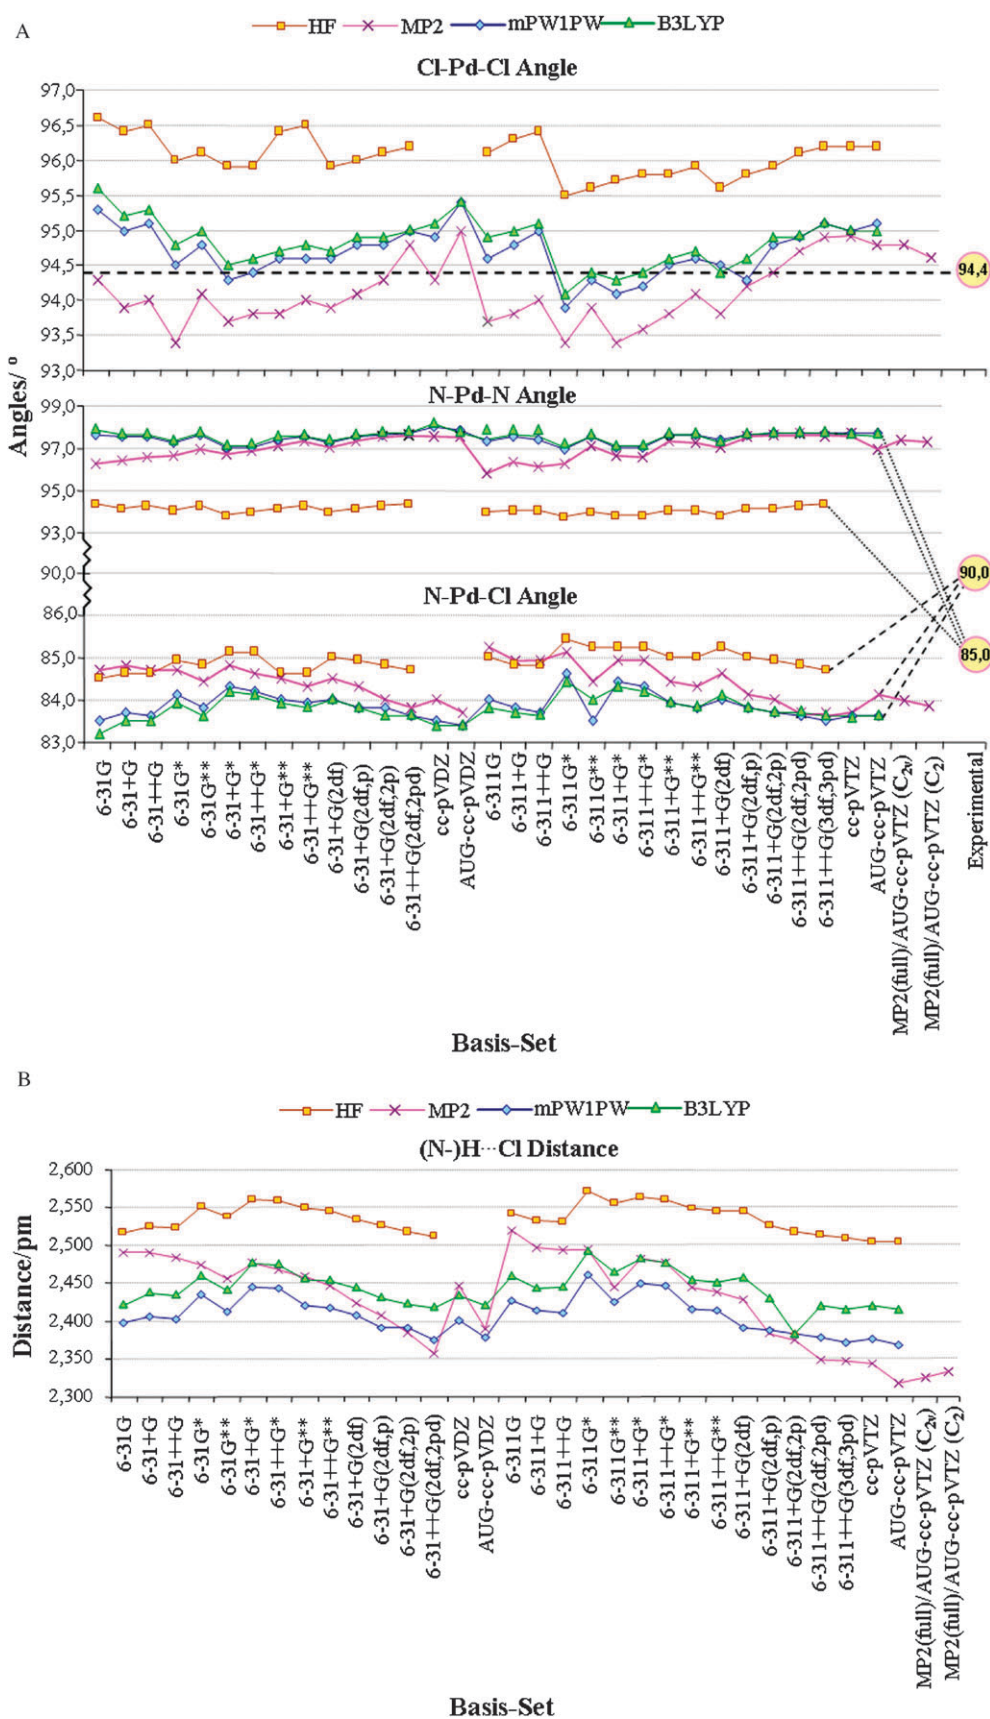 A
HF MP2 mPW1PW B3LYP
Cl-Pd-Cl Angle
97,0
96,5
96,0
95,5
95,0
94,5
94,0
93,5
93,0
94,4
Angles/ °
N-Pd-N Angle
99,0
97,0
95,0
93,0
90,0
90,0
N-Pd-Cl Angle
86,0
85,0
84,0
83,0
85,0
6-31G
6-31+G
6-31++G
6-31G*
6-31G**
6-31+G*
6-31++G*
6-31+G**
6-31++G**
6-31+G(2df)
6-31+G(2df,p)
6-31+G(2df,2p)
6-31++G(2df,2pd)
cc-pVDZ
AUG-cc-pVDZ
6-311G
6-311+G
6-311++G
6-311G*
6-311G**
6-311+G*
6-311++G*
6-311+G**
6-311++G**
6-311+G(2df)
6-311+G(2df,p)
6-311+G(2df,2p)
6-311++G(2df,2pd)
6-311++G(3df,3pd)
cc-pVTZ
AUG-cc-pVTZ
MP2(full)/AUG-cc-pVTZ (C2v)
MP2(full)/AUG-cc-pVTZ (C2)
Experimental
Basis-Set
B
HF MP2 mPW1PW B3LYP
(N-)H···Cl Distance
2,600
2,550
2,500
2,450
2,400
2,350
2,300
Distance/pm
6-31G
6-31+G
6-31++G
6-31G*
6-31G**
6-31+G*
6-31++G*
6-31+G**
6-31++G**
6-31+G(2df)
6-31+G(2df,p)
6-31+G(2df,2p)
6-31++G(2df,2pd)
cc-pVDZ
AUG-cc-pVDZ
6-311G
6-311+G
6-311++G
6-311G*
6-311G**
6-311+G*
6-311++G*
6-311+G**
6-311++G**
6-311+G(2df)
6-311+G(2df,p)
6-311+G(2df,2p)
6-311++G(2df,2pd)
6-311++G(3df,3pd)
cc-pVTZ
AUG-cc-pVTZ
MP2(full)/AUG-cc-pVTZ (C2v)
MP2(full)/AUG-cc-pVTZ (C2)
Basis-Set